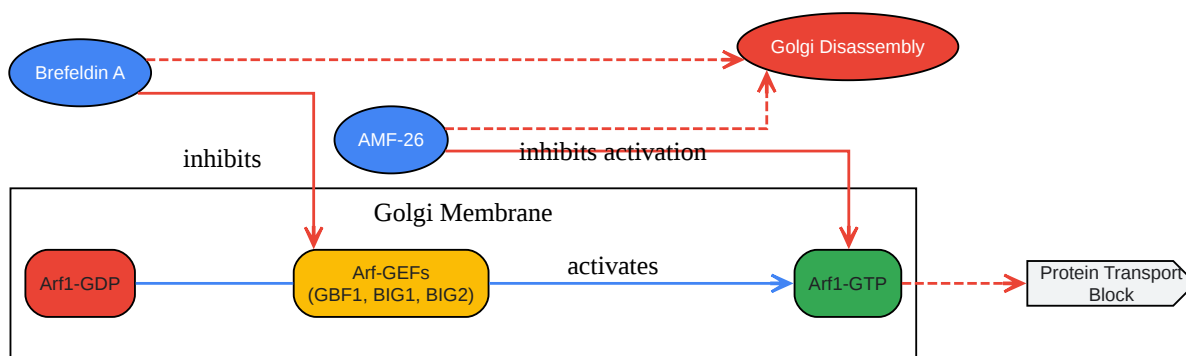 Golgi Disassembly
Brefeldin A
AMF-26
inhibits
inhibits activation
Golgi Membrane
Arf1-GDP
Arf-GEFs
(GBF1, BIG1, BIG2)
activates
Arf1-GTP
Protein Transport
Block